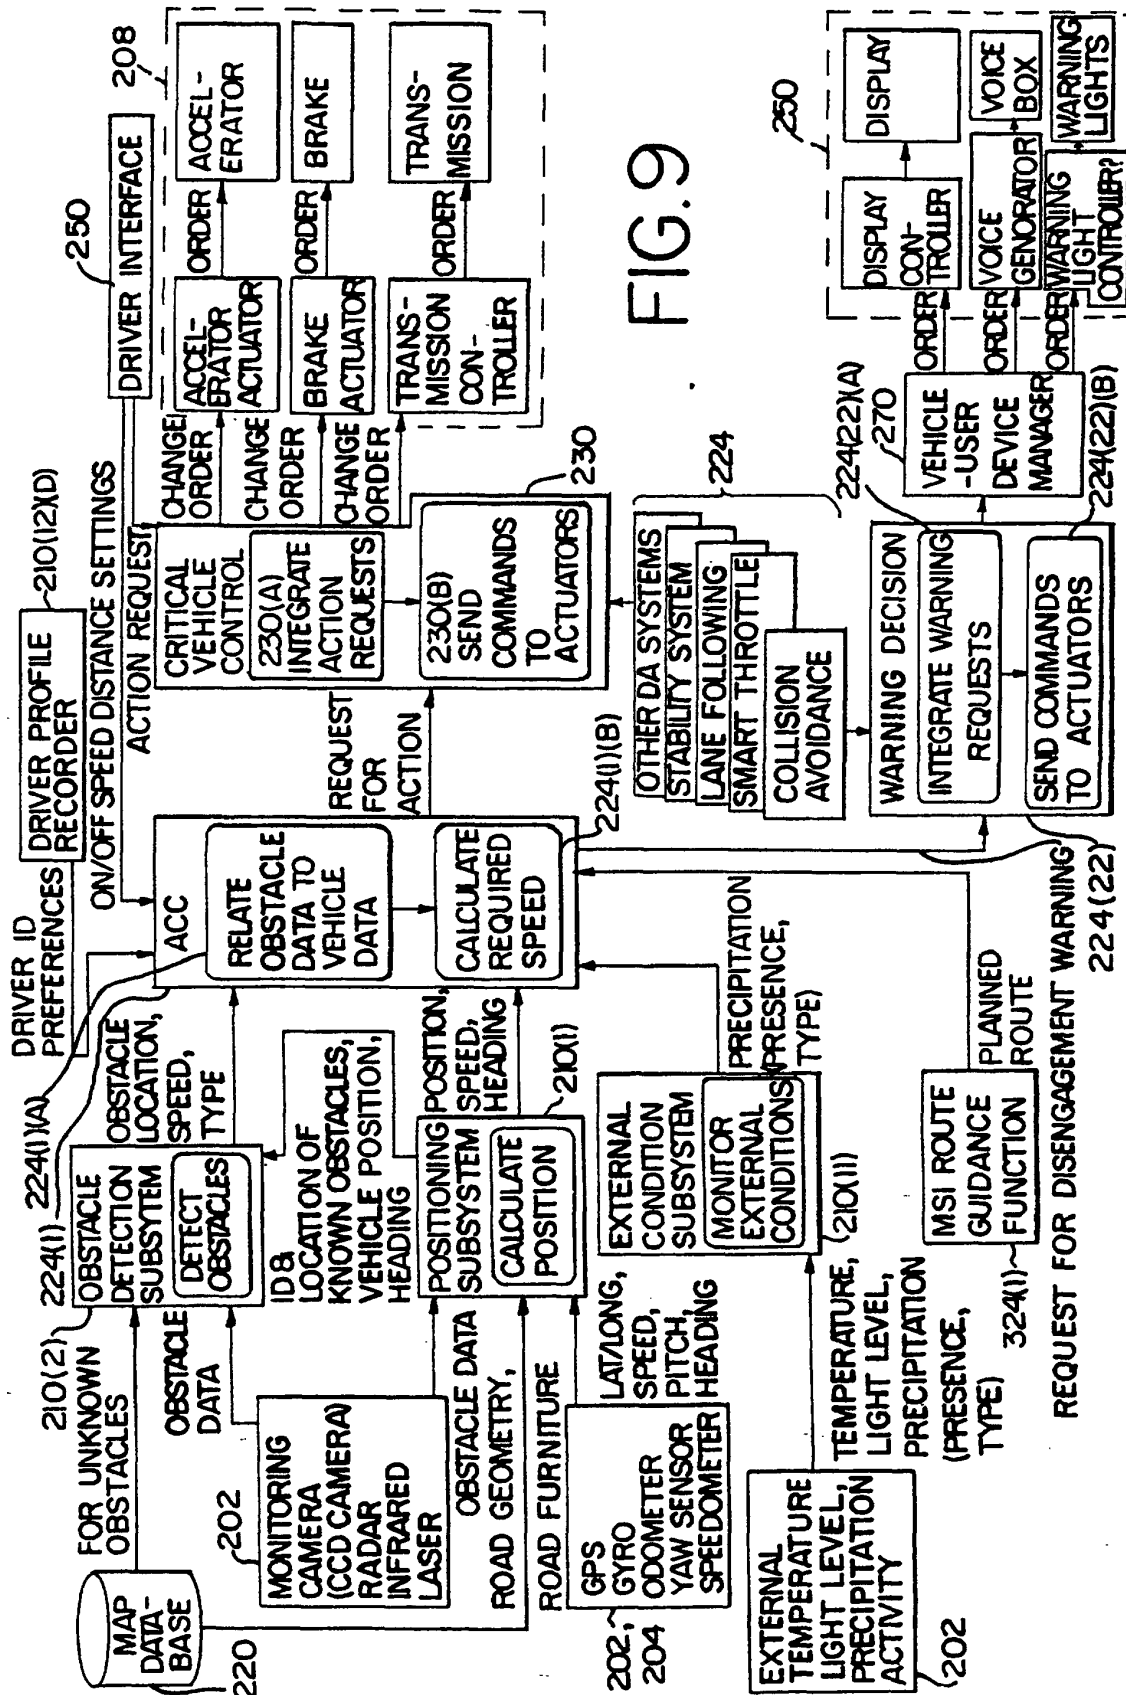 FIG.9
220
MAP
DATA-
BASE
FOR UNKNOWN
OBSTACLES
210(2)
OBSTACLE
DETECTION
SUBSYTEM
DETECT
OBSTACLES
OBSTACLE
DATA
202
MONITORING
CAMERA
(CCD CAMERA)
RADAR
INFRARED
LASER
OBSTACLE DATA
ROAD GEOMETRY,
ROAD FURNITURE
ID &
LOCATION OF
KNOWN OBSTACLES,
VEHICLE POSITION,
HEADING
POSITIONING
SUBSYSTEM
CALCULATE
POSITION
210(1)
GPS
GYRO
ODOMETER
YAW SENSOR
SPEEDOMETER
202,
204
LAT/LONG,
SPEED,
PITCH,
HEADING
EXTERNAL
TEMPERATURE
LIGHT LEVEL,
PRECIPITATION
ACTIVITY
202
TEMPERATURE,
LIGHT LEVEL,
PRECIPITATION
(PRESENCE,
TYPE)
EXTERNAL
CONDITION
SUBSYSTEM
MONITOR
EXTERNAL
CONDITIONS
210(11)
PRECIPITATION
(PRESENCE,
TYPE)
MSI ROUTE
GUIDANCE
FUNCTION
324(1)
PLANNED
ROUTE
REQUEST FOR DISENGAGEMENT WARNING
DRIVER ID
PREFERENCES
OBSTACLE
LOCATION,
SPEED,
TYPE
POSITION,
SPEED,
HEADING
224(1)
224(1)(A)
ACC
RELATE
OBSTACLE
DATA TO
VEHICLE
DATA
CALCULATE
REQUIRED
SPEED
224(1)(B)
DRIVER PROFILE
RECORDER
210(12)(D)
ON/OFF SPEED DISTANCE SETTINGS
ACTION REQUEST
REQUEST
FOR
ACTION
DRIVER INTERFACE
250
CRITICAL
VEHICLE
CONTROL
230(A)
INTEGRATE
ACTION
REQUESTS
230(B)
SEND
COMMANDS
TO
ACTUATORS
230
CHANGE/
ORDER
CHANGE
ORDER
CHANGE
ORDER
ACCEL-
ERATOR
ACTUATOR
BRAKE
ACTUATOR
TRANS-
MISSION
CON-
TROLLER
ORDER
ORDER
ORDER
ACCEL-
ERATOR
BRAKE
TRANS-
MISSION
208
OTHER DA SYSTEMS
STABILITY SYSTEM
LANE FOLLOWING
SMART THROTTLE
COLLISION
AVOIDANCE
224
WARNING DECISION
INTEGRATE WARNING
REQUESTS
SEND COMMANDS
TO ACTUATORS
224(22)
224(22)(A)
224(22)(B)
270
VEHICLE
-USER
DEVICE
MANAGER
ORDER
ORDER
ORDER
DISPLAY
CON-
TROLLER
VOICE
GENORATOR
WARNING
LIGHT
CONTROLLER?
DISPLAY
VOICE
BOX
WARNING
LIGHTS
250